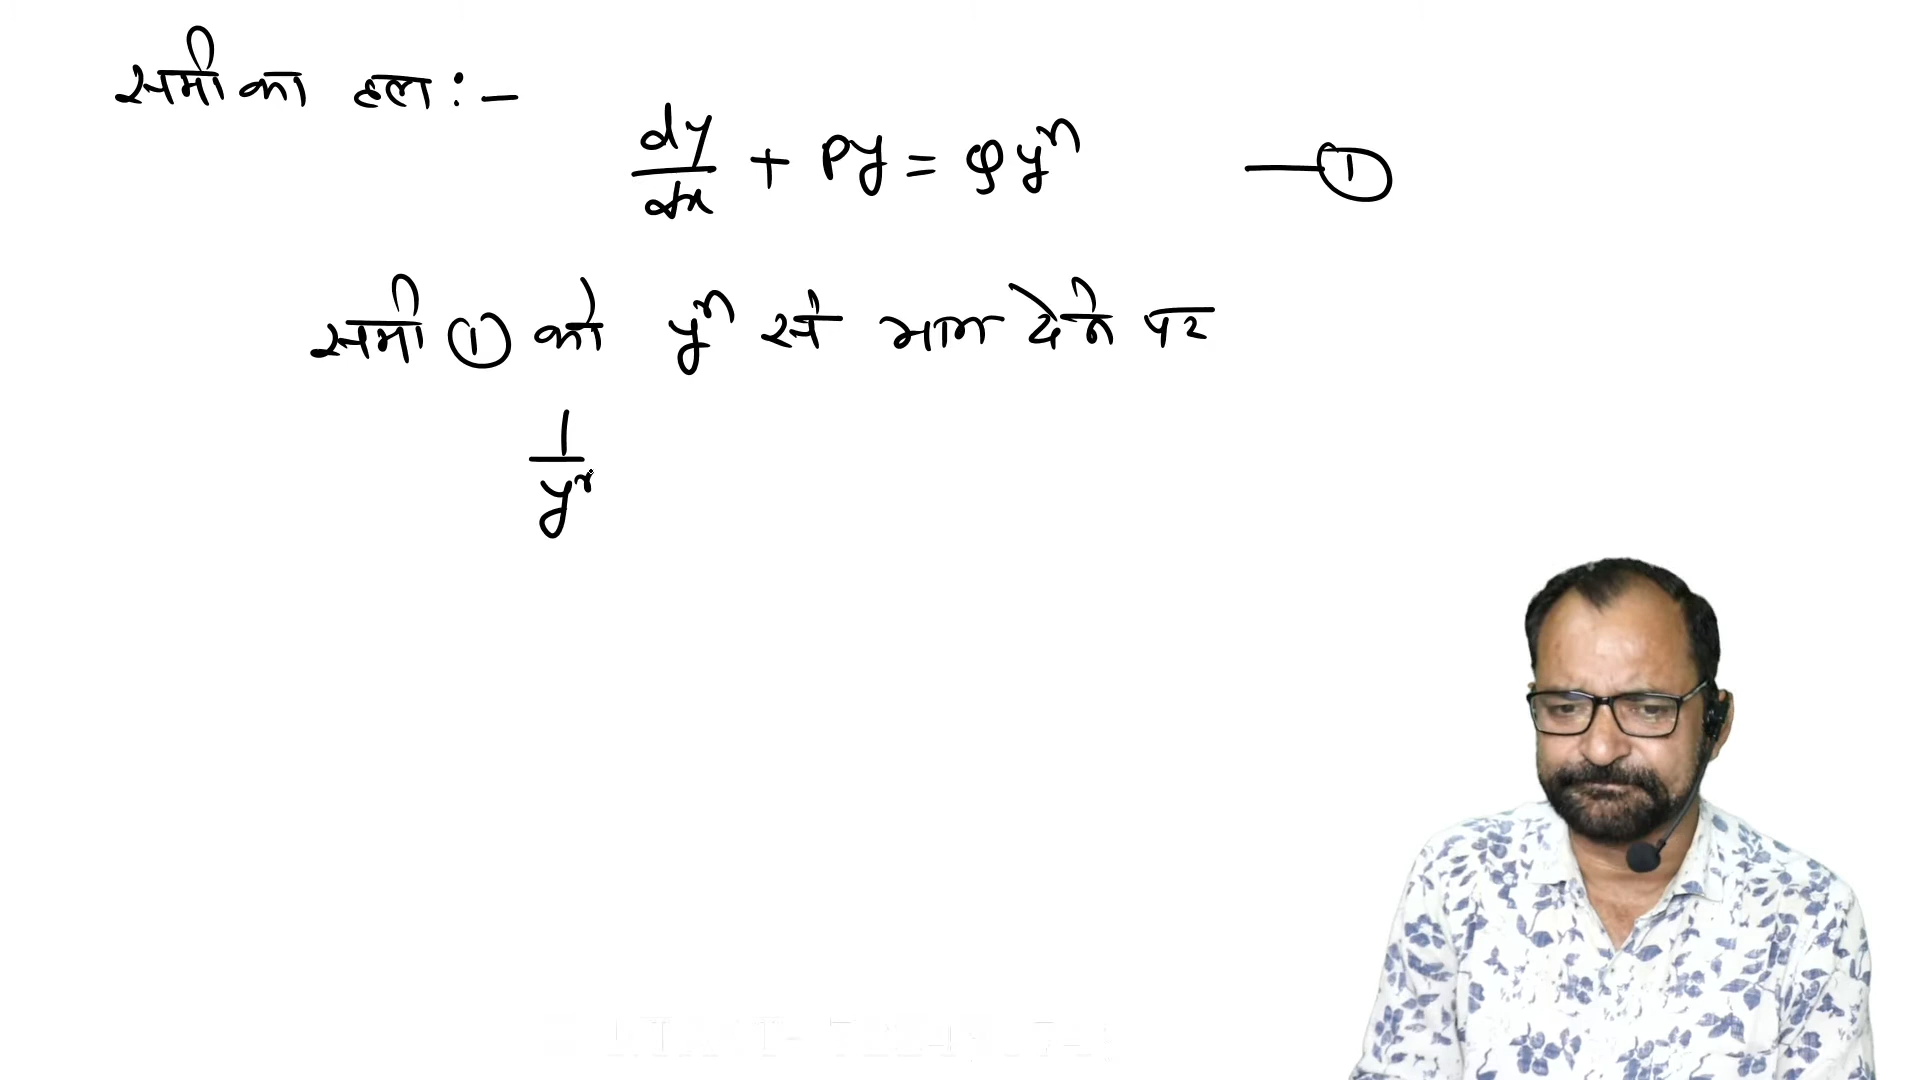 समी का हल :-
dy/dx + Py = Qyⁿ —①
समी ① को yⁿ से भाग देने पर
1/yⁿ